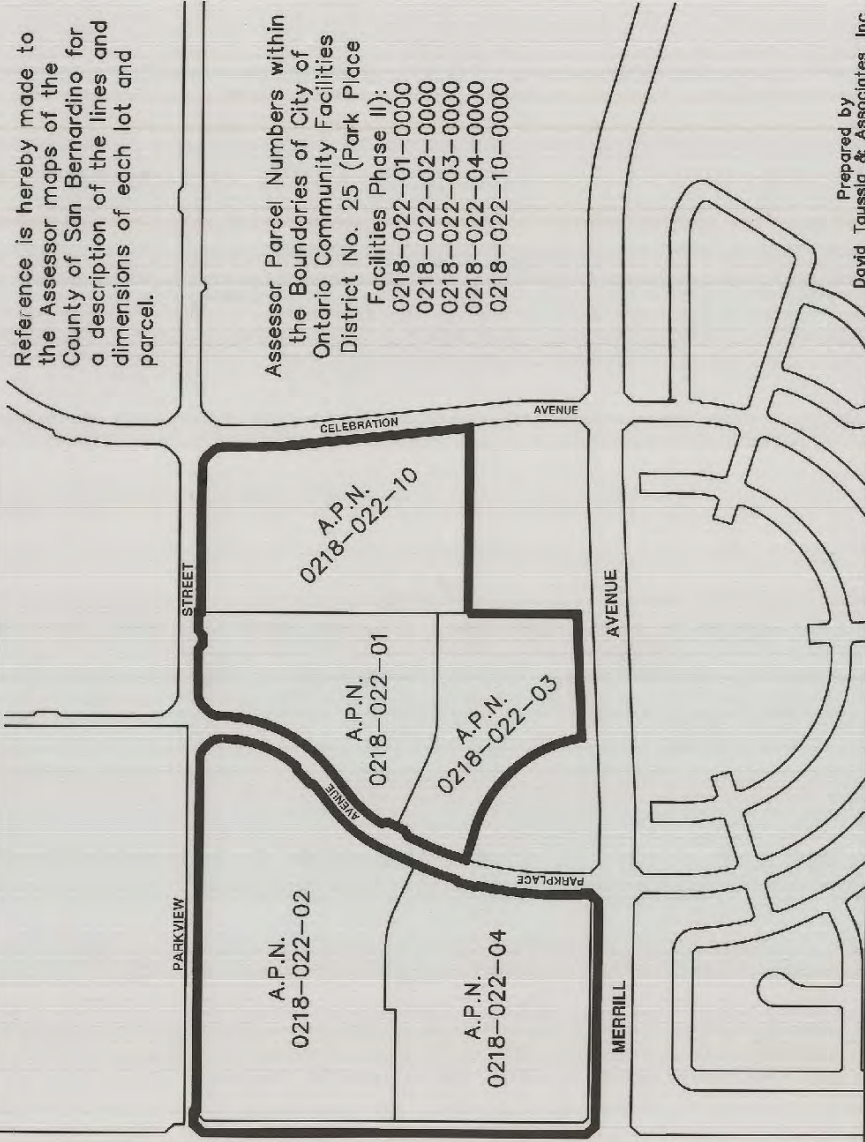 Reference is hereby made to
the Assessor maps of the
County of San Bernardino for
a description of the lines and
dimensions of each lot and
parcel.
Assessor Parcel Numbers within
the Boundaries of City of
Ontario Community Facilities
District No. 25 (Park Place
Facilities Phase II):
0218-022-01-0000
0218-022-02-0000
0218-022-03-0000
0218-022-04-0000
0218-022-10-0000
Prepared by
David Taussig & Associates, Inc
PARKVIEW
STREET
CELEBRATION
AVENUE
A.P.N.
0218-022-10
A.P.N.
0218-022-01
A.P.N.
0218-022-03
AVENUE
PARKPLACE
A.P.N.
0218-022-02
A.P.N.
0218-022-04
MERRILL
AVENUE